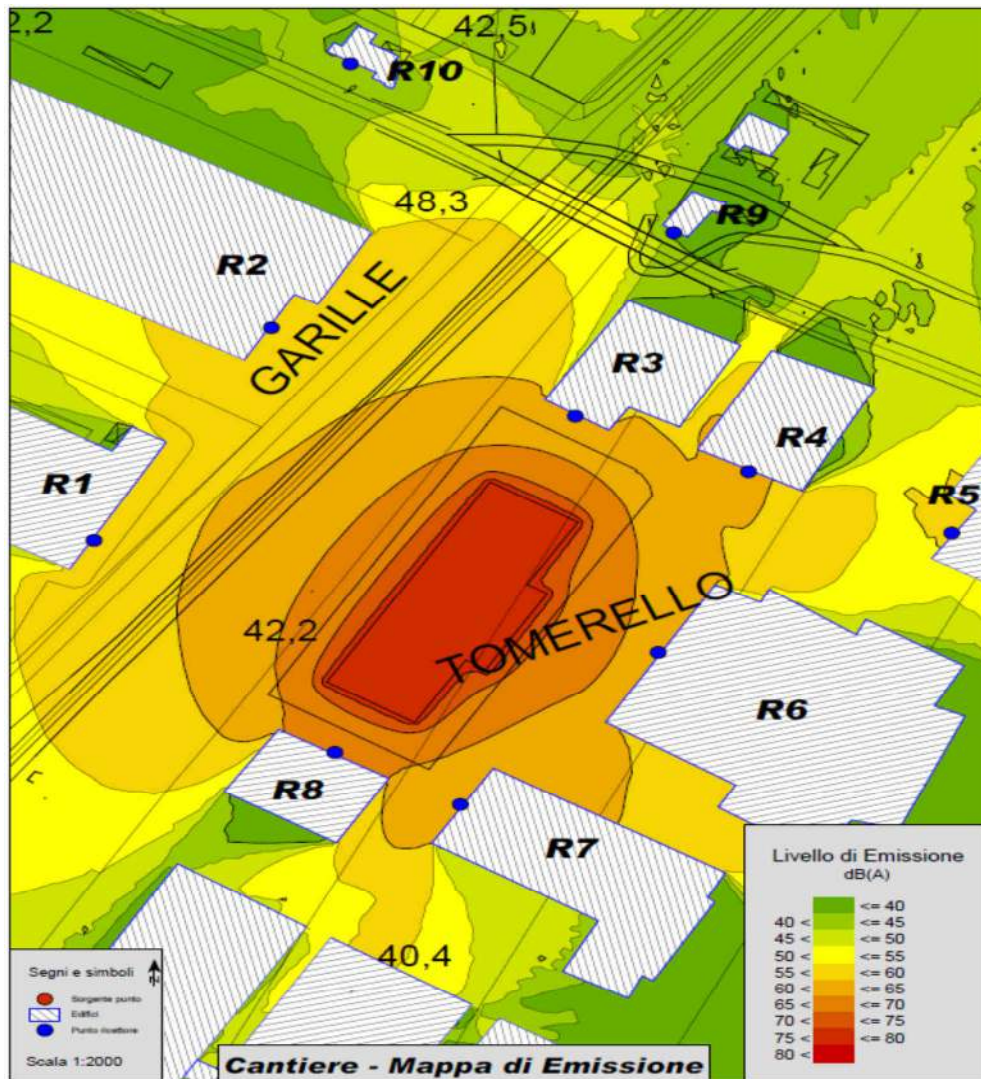 2,2
42,5
R10
48,3
R9
R2
GARILLE
R3
R4
R1
R5
42,2
TOMERELLO
R6
R8
R7
40,4
Livello di Emissione
dB(A)
<= 40
40 < <= 45
45 < <= 50
50 < <= 55
55 < <= 60
60 < <= 65
65 < <= 70
70 < <= 75
75 < <= 80
80 <
Segni e simboli
Sorgente punto
Edifici
Punto ricettore
Scala 1:2000
Cantiere - Mappa di Emissione